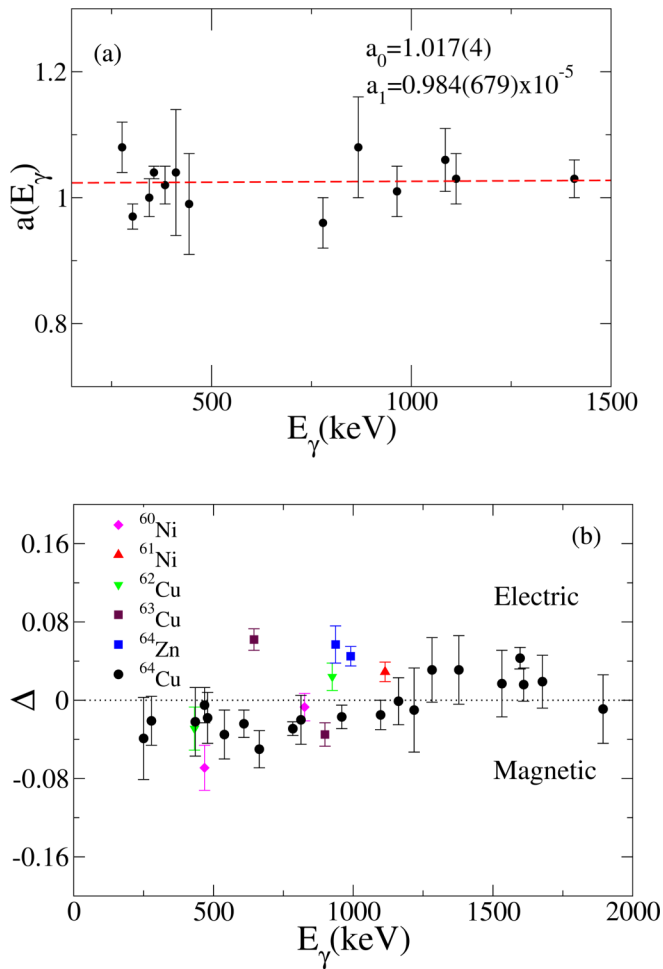 (a)
a₀=1.017(4)
a₁=0.984(679)x10⁻⁵
1.2
1
0.8
a(Eᵧ)
500 1000 1500
Eᵧ(keV)
(b)
⁶⁰Ni
⁶¹Ni
⁶²Cu
⁶³Cu
⁶⁴Zn
⁶⁴Cu
Electric
Magnetic
0.16
0.08
0
-0.08
-0.16
Δ
0 500 1000 1500 2000
Eᵧ(keV)